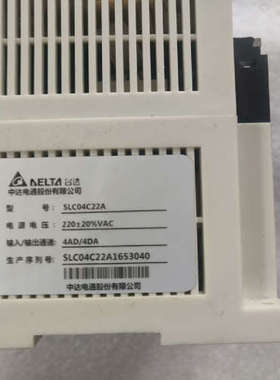 DELTA 台达
中达电通股份有限公司
型 号: SLC04C22A
电 源 电 压: 220±20%VAC
输入/输出通道: 4AD/4DA
生产序列号: SLC04C22A1653040
中达电通股份有限公司